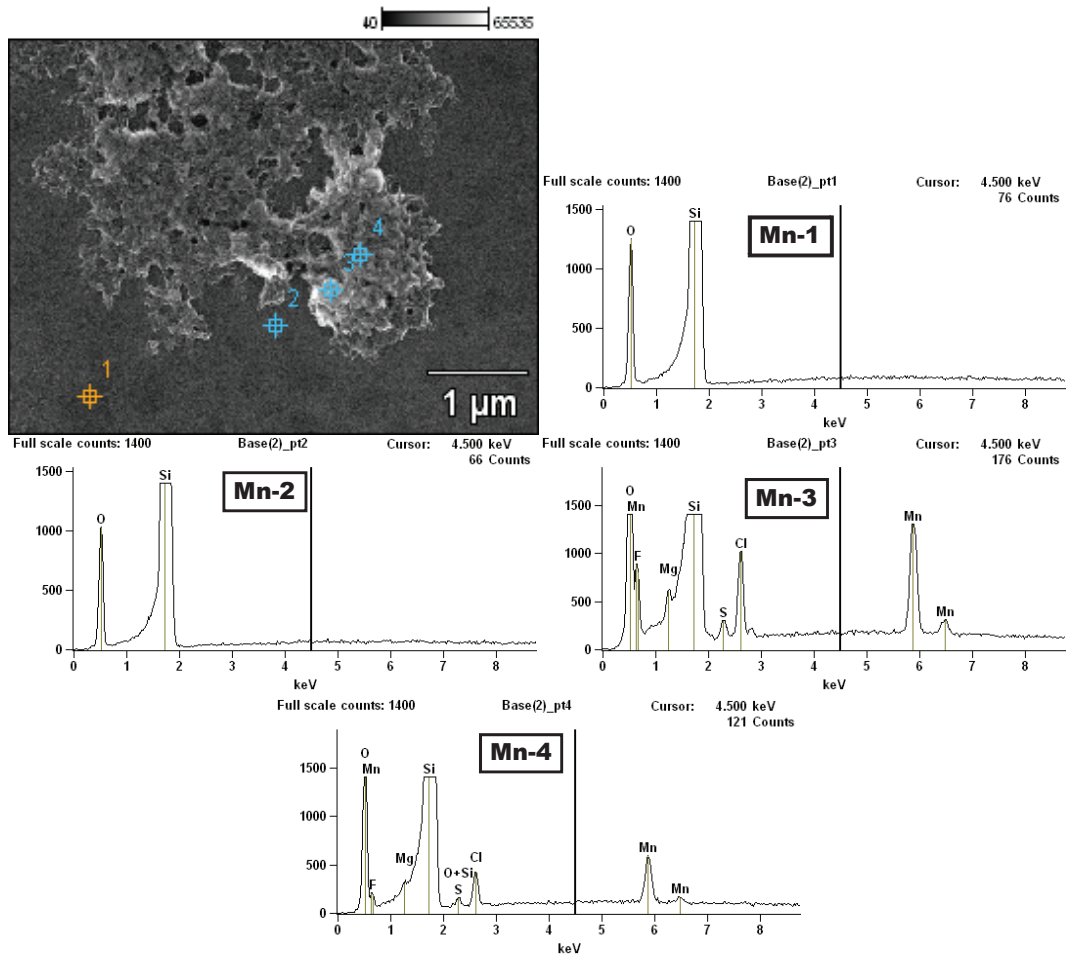 40 65535
4
3
2
1
1 µm
Full scale counts: 1400 Base(2)_pt1 Cursor: 4.500 keV
76 Counts
Mn-1
Si
O
1500
1000
500
0
0 1 2 3 4 5 6 7 8
keV
Full scale counts: 1400 Base(2)_pt2 Cursor: 4.500 keV
66 Counts
Mn-2
Si
O
1500
1000
500
0
0 1 2 3 4 5 6 7 8
keV
Full scale counts: 1400 Base(2)_pt3 Cursor: 4.500 keV
176 Counts
Mn-3
O Si
Mn Mn
F Cl
Mg
S Mn
1500
1000
500
0
0 1 2 3 4 5 6 7 8
keV
Full scale counts: 1400 Base(2)_pt4 Cursor: 4.500 keV
121 Counts
Mn-4
O
Mn Si
Mn
Mg Cl
O+Si
F S Mn
1500
1000
500
0
0 1 2 3 4 5 6 7 8
keV